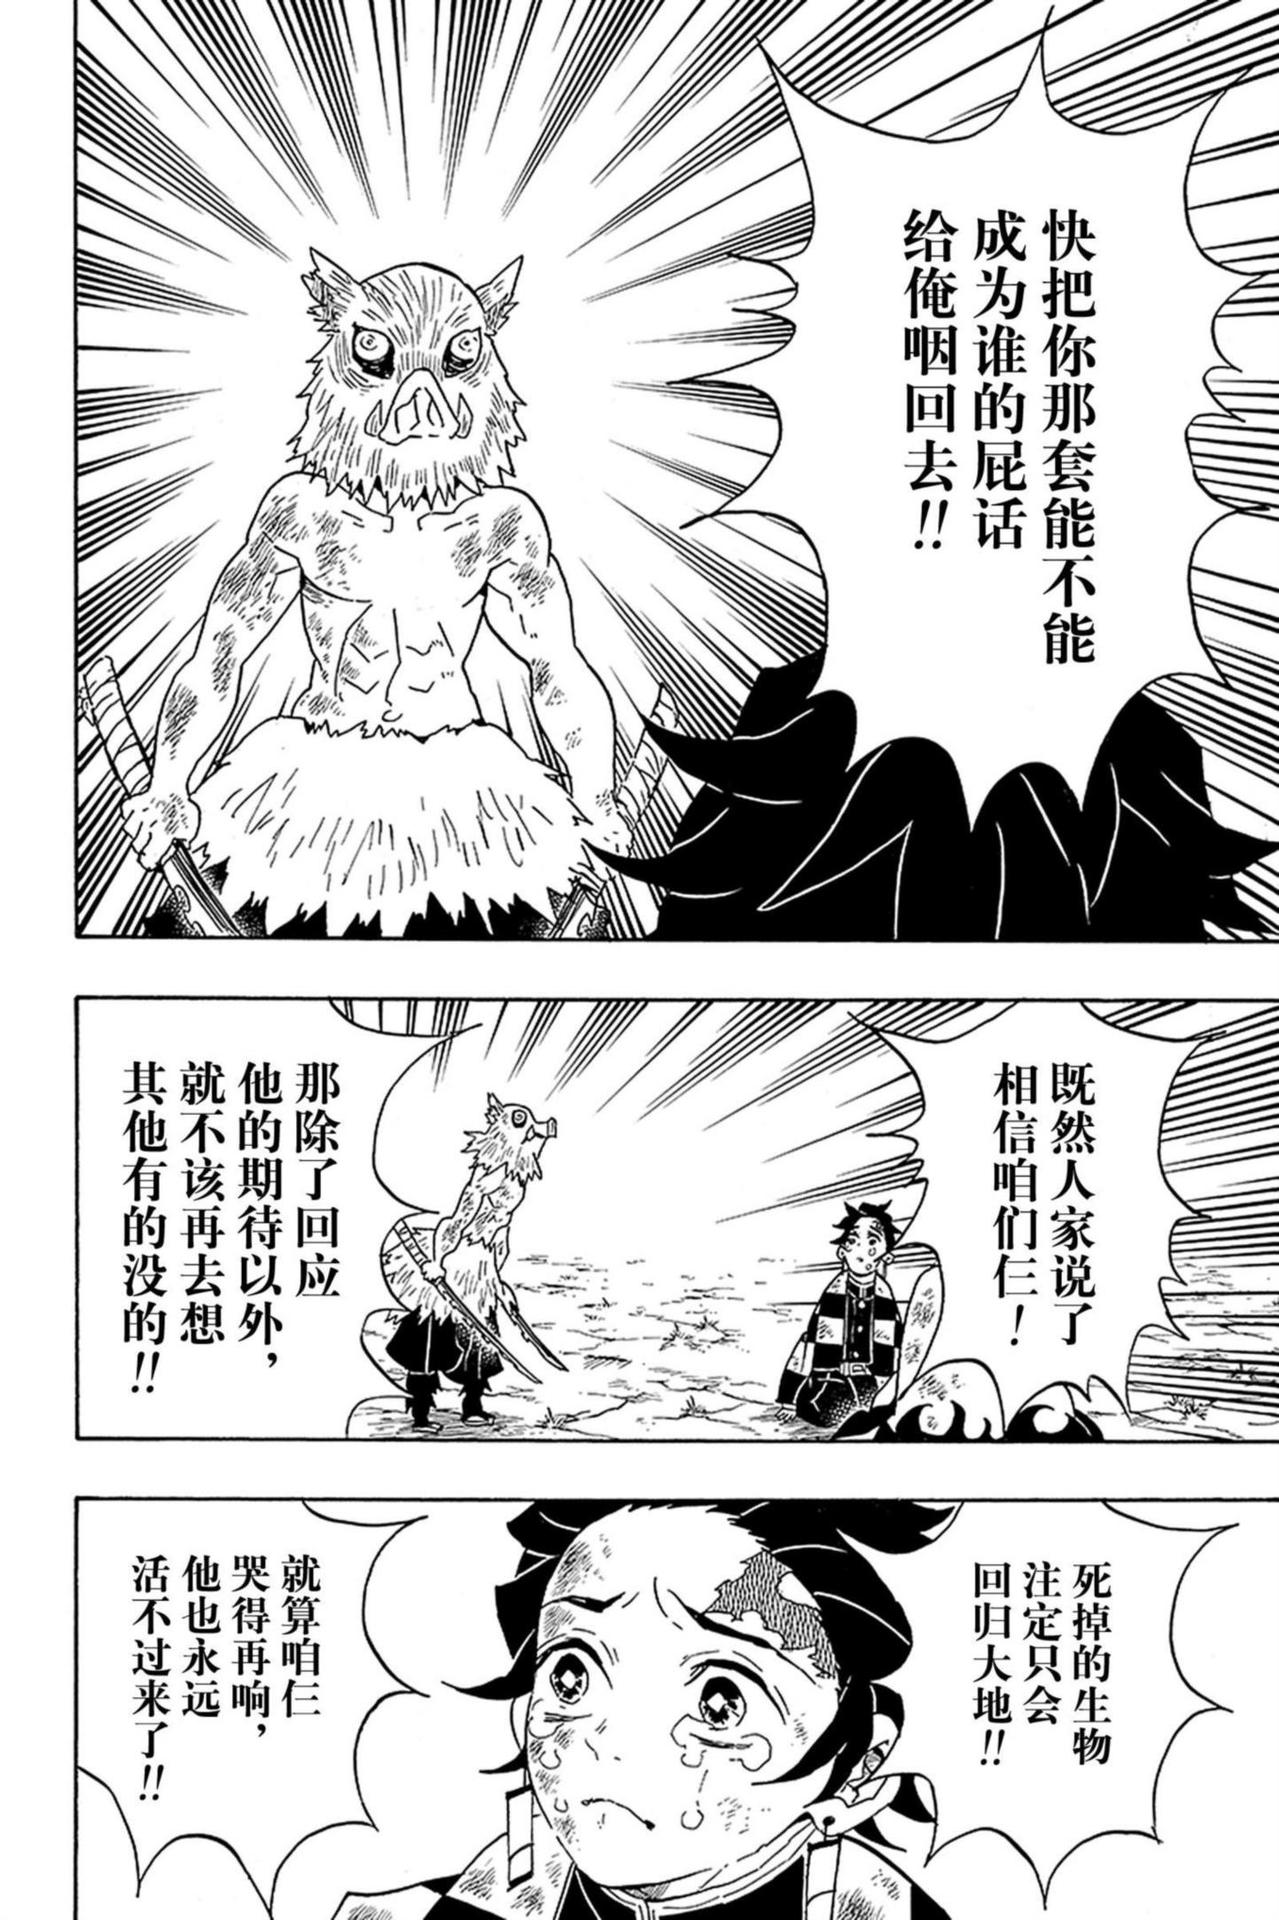 快把你那套能不能
成为谁的屁话
给俺咽回去!!
既然人家说了
相信咱们仨!
那除了回应
他的期待以外，
就不该再去想
其他有的没的!!
死掉的生物
注定只会
回归大地!!
就算咱仨
哭得再响，
他也永远
活不过来了!!